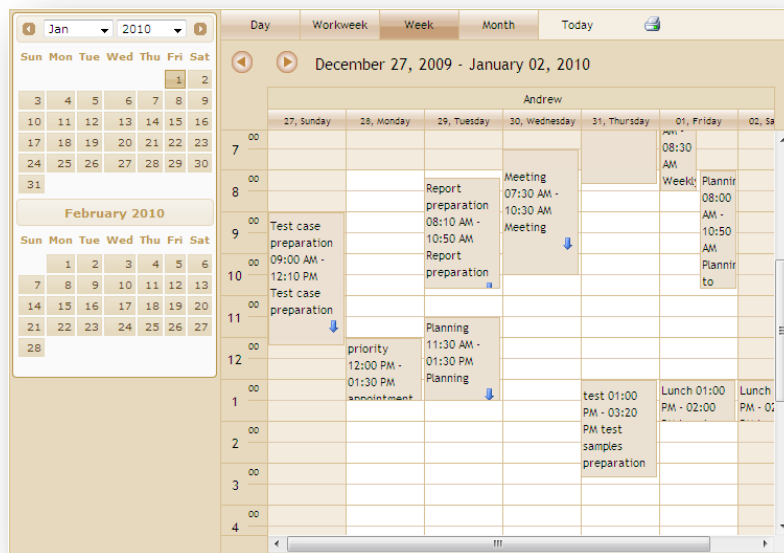 Jan 2010
Sun Mon Tue Wed Thu Fri Sat
1 2
3 4 5 6 7 8 9
10 11 12 13 14 15 16
17 18 19 20 21 22 23
24 25 26 27 28 29 30
31
February 2010
Sun Mon Tue Wed Thu Fri Sat
1 2 3 4 5 6
7 8 9 10 11 12 13
14 15 16 17 18 19 20
21 22 23 24 25 26 27
28
Day Workweek Week Month Today
December 27, 2009 - January 02, 2010
Andrew
27, Sunday 28, Monday 29, Tuesday 30, Wednesday 31, Thursday 01, Friday 02, Sa
7 00
8 00
9 00
10 00
11 00
12 00
1 00
2 00
3 00
4 00
Test case
preparation
09:00 AM -
12:10 PM
Test case
preparation
priority
12:00 PM -
01:30 PM
appointment
Report
preparation
08:10 AM -
10:50 AM
Report
preparation
Planning
11:30 AM -
01:30 PM
Planning
Meeting
07:30 AM -
10:30 AM
Meeting
test 01:00
PM - 03:20
PM test
samples
preparation
AM -
08:30
AM
Weekly
Plannin
08:00
AM -
10:50
AM
Plannin
to
Lunch 01:00
PM - 02:00
Lunch
PM - 02